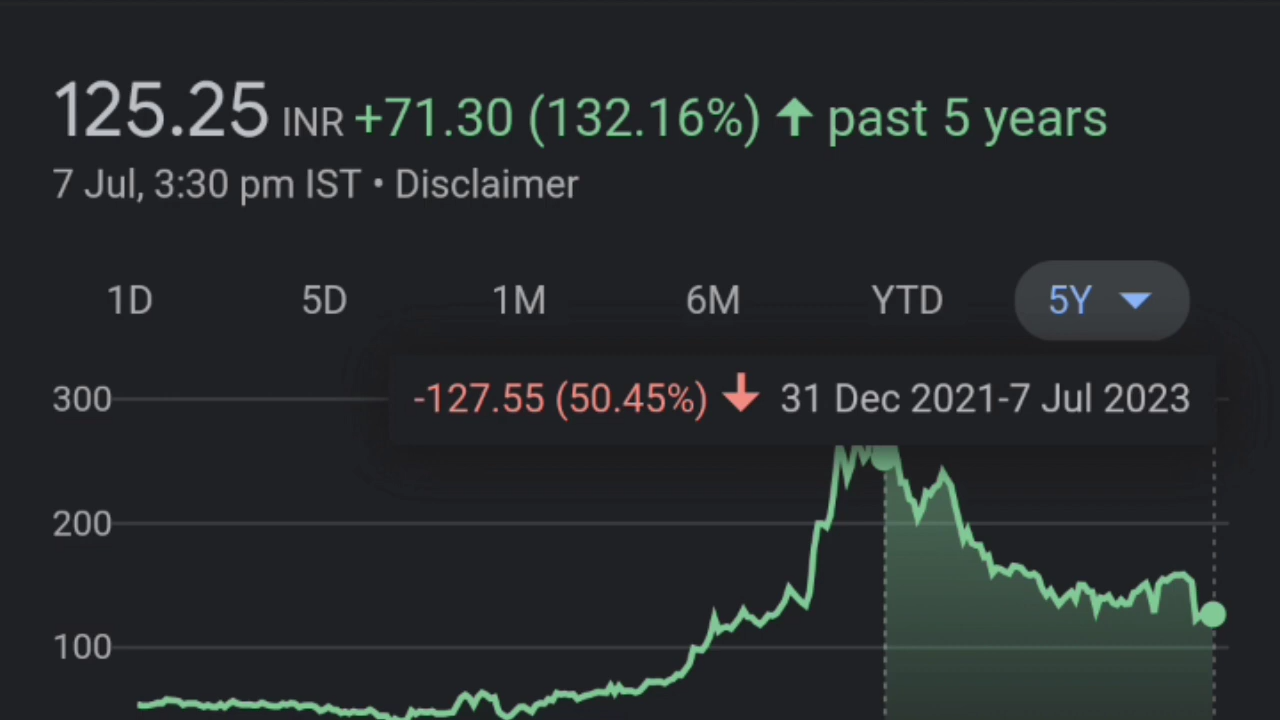 125.25 INR +71.30 (132.16%) ↑ past 5 years
7 Jul, 3:30 pm IST • Disclaimer
1D 5D 1M 6M YTD 5Y
300 -127.55 (50.45%) ↓ 31 Dec 2021-7 Jul 2023
200
100